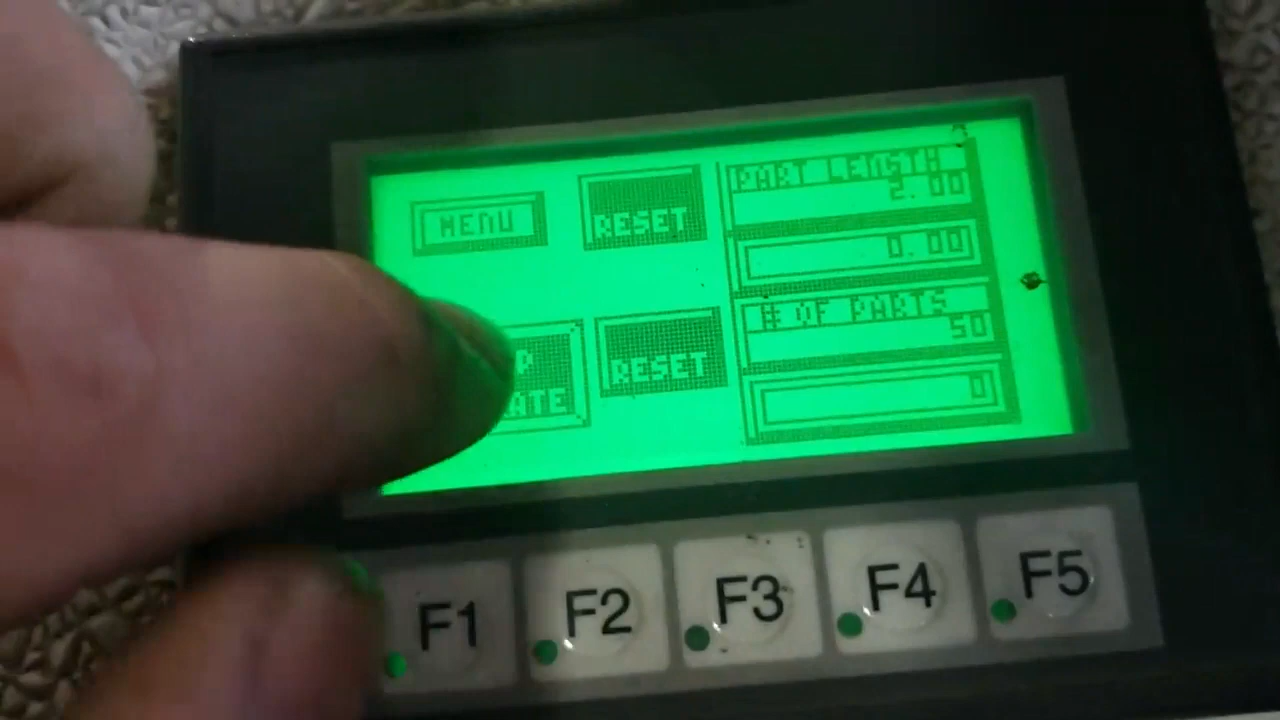 MENU
RESET
PART LENGTH
2.00
0.00
RESET
# OF PARTS
50
0
F1
F2
F3
F4
F5